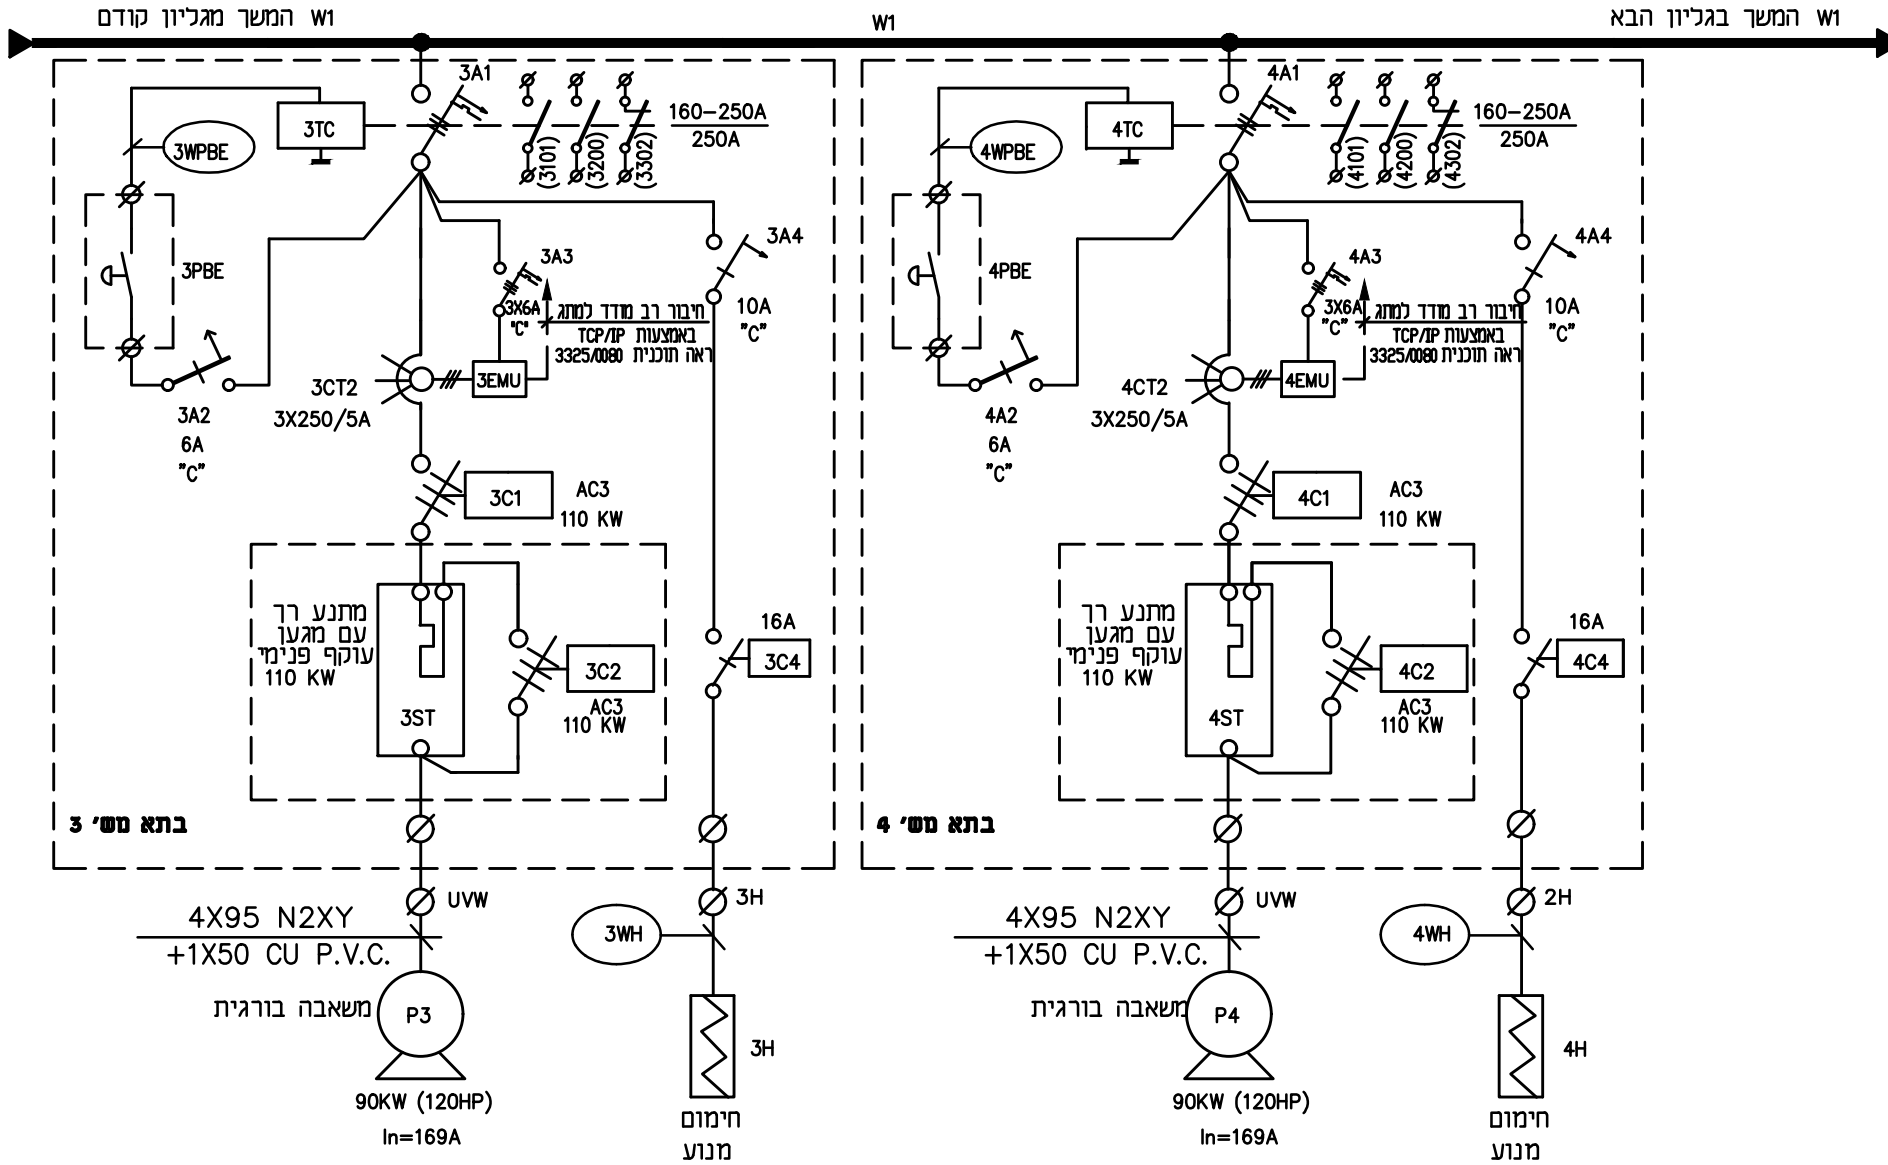 W1 המשך מגליון קודם
W1
W1 המשך בגליון הבא
3A1
3TC
3WPBE
160-250A
250A
(3101)
(3200)
(3302)
3PBE
3A3
3X6A
"C"
3A4
10A
"C"
חיבור רב מודד למתג
באמצעות TCP/IP
ראה תוכנית 3325/0080
3EMU
3CT2
3X250/5A
3A2
6A
"C"
3C1
AC3
110 KW
מתנע רך
עם מגען
עוקף פנימי
110 KW
3ST
3C2
AC3
110 KW
16A
3C4
בתא מש' 3
UVW
3H
4X95 N2XY
+1X50 CU P.V.C.
3WH
משאבה בורגית
P3
3H
90KW (120HP)
In=169A
חימום
מנוע
4A1
4TC
4WPBE
160-250A
250A
(4101)
(4200)
(4302)
4PBE
4A3
3X6A
"C"
4A4
10A
"C"
חיבור רב מודד למתג
באמצעות TCP/IP
ראה תוכנית 3325/0080
4EMU
4CT2
3X250/5A
4A2
6A
"C"
4C1
AC3
110 KW
מתנע רך
עם מגען
עוקף פנימי
110 KW
4ST
4C2
AC3
110 KW
16A
4C4
בתא מש' 4
UVW
2H
4X95 N2XY
+1X50 CU P.V.C.
4WH
משאבה בורגית
P4
4H
90KW (120HP)
In=169A
חימום
מנוע